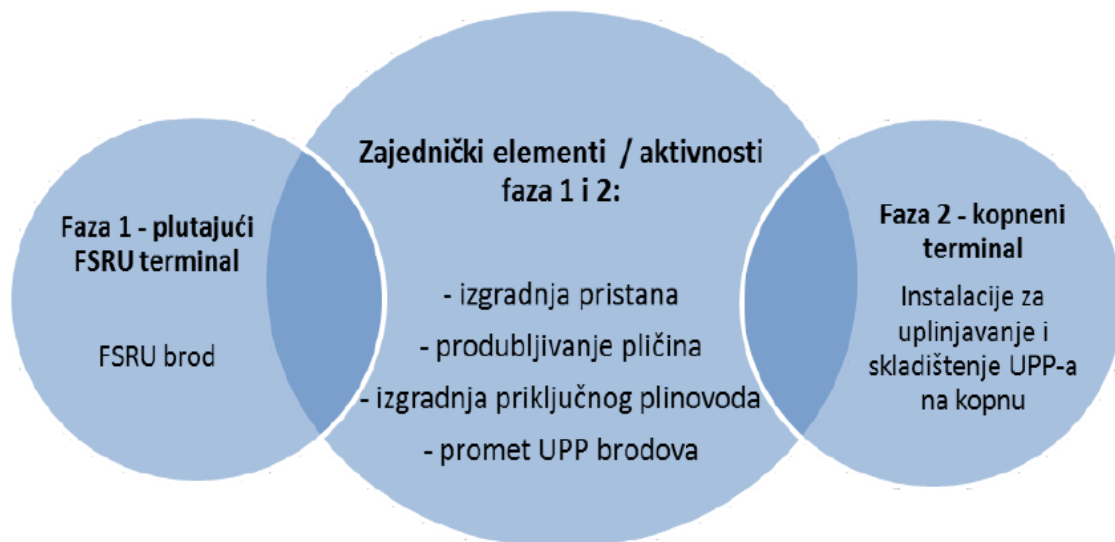 Faza 1 - plutajući
FSRU terminal
FSRU brod
Zajednički elementi / aktivnosti
faza 1 i 2:
- izgradnja pristana
- produbljivanje pličina
- izgradnja priključnog plinovoda
- promet UPP brodova
Faza 2 - kopneni
terminal
Instalacije za
uplinjavanje i
skladištenje UPP-a
na kopnu